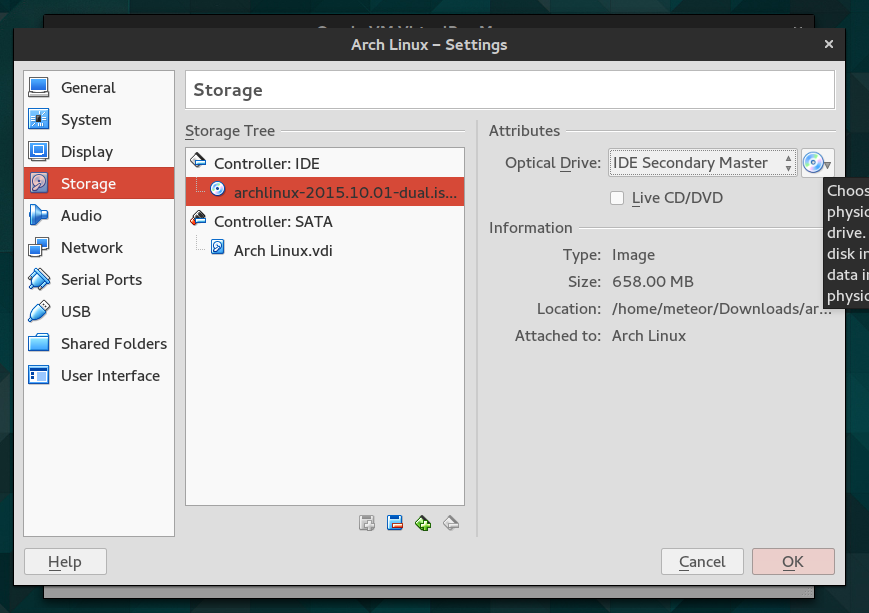 Arch Linux – Settings
General
System
Display
Storage
Audio
Network
Serial Ports
USB
Shared Folders
User Interface
Storage
Storage Tree
Controller: IDE
archlinux-2015.10.01-dual.is...
Controller: SATA
Arch Linux.vdi
Attributes
Optical Drive: IDE Secondary Master
Live CD/DVD
Information
Type: Image
Size: 658.00 MB
Location: /home/meteor/Downloads/ar...
Attached to: Arch Linux
Choos
physic
drive.
disk in
data in
physic
Help
Cancel
OK